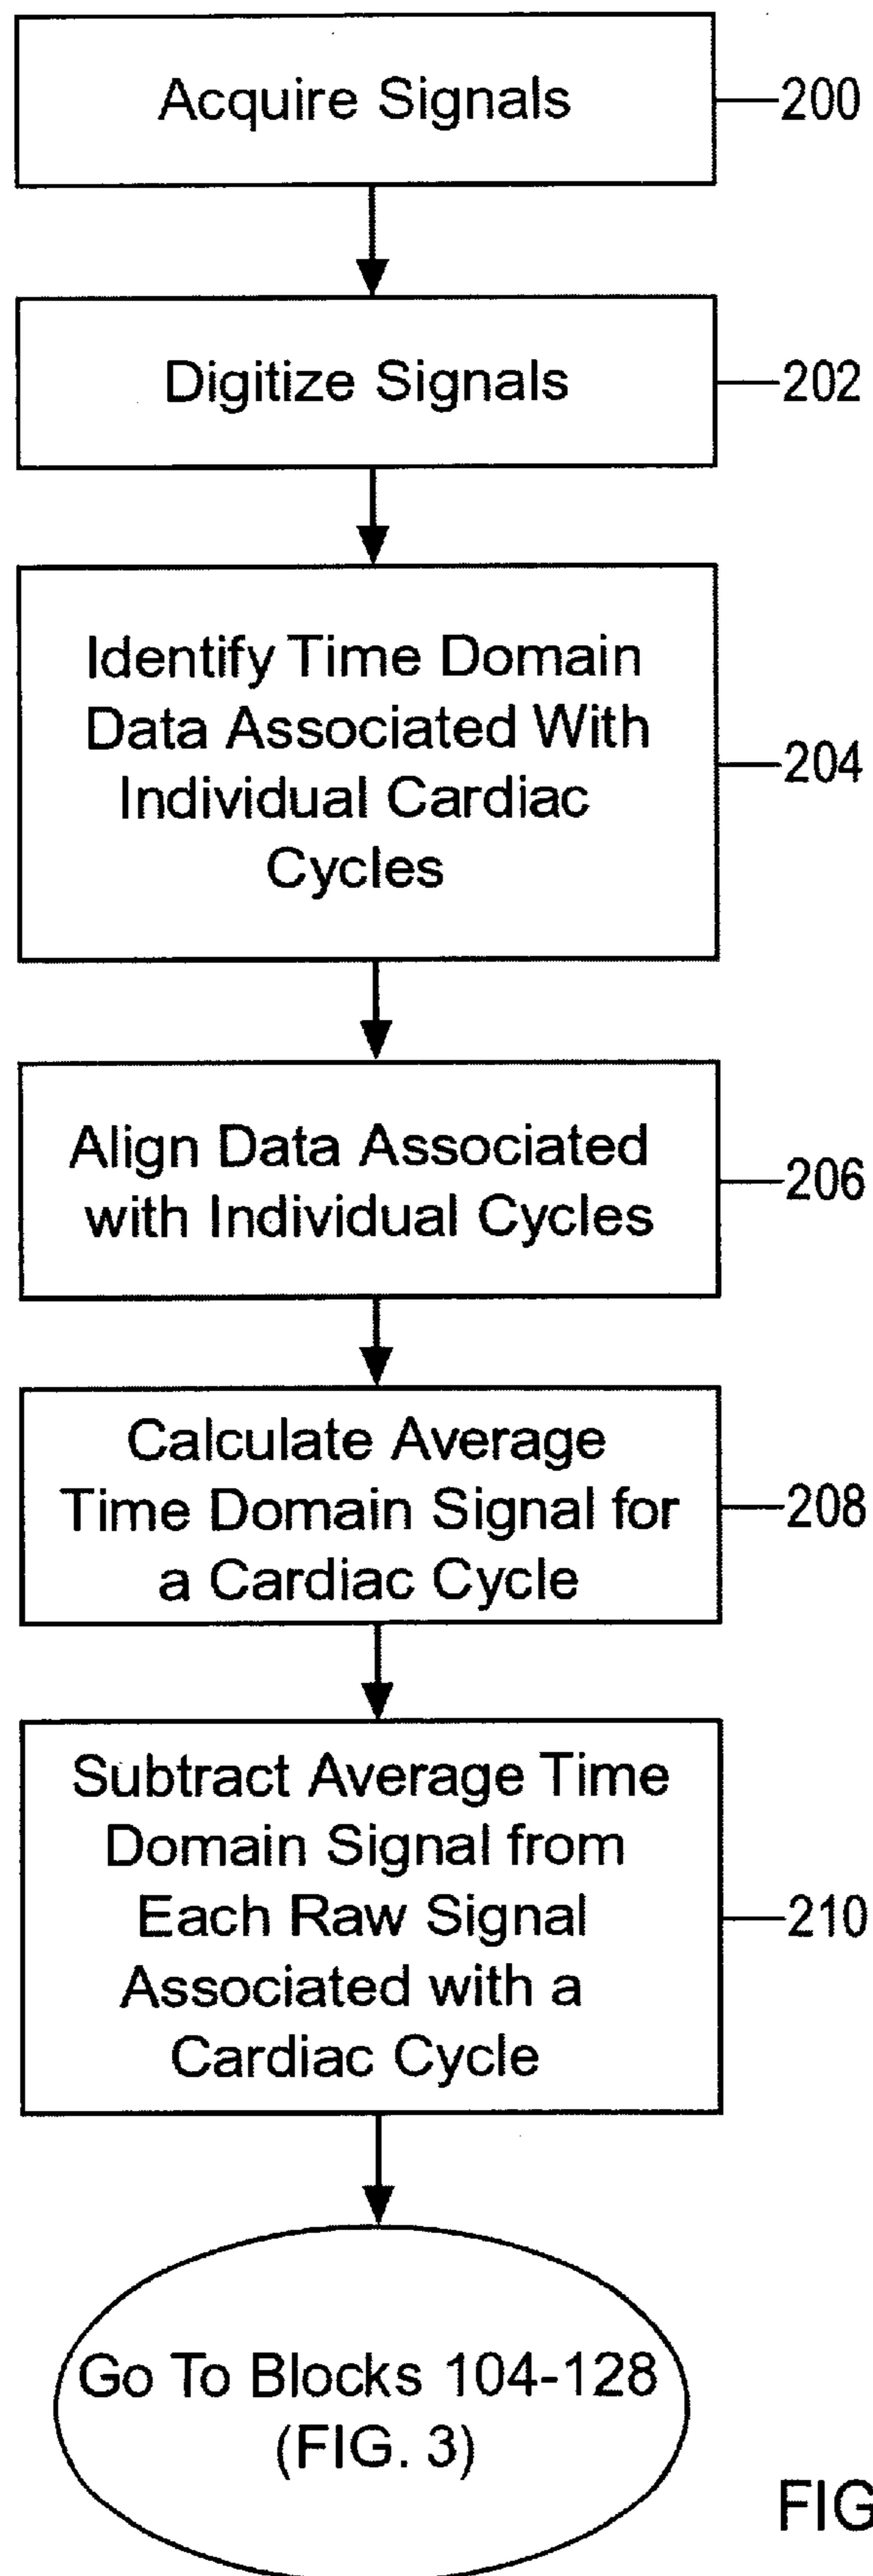 Acquire Signals
200
Digitize Signals
202
Identify Time Domain
Data Associated With
Individual Cardiac
Cycles
204
Align Data Associated
with Individual Cycles
206
Calculate Average
Time Domain Signal for
a Cardiac Cycle
208
Subtract Average Time
Domain Signal from
Each Raw Signal
Associated with a
Cardiac Cycle
210
Go To Blocks 104-128
(FIG. 3)
FIG